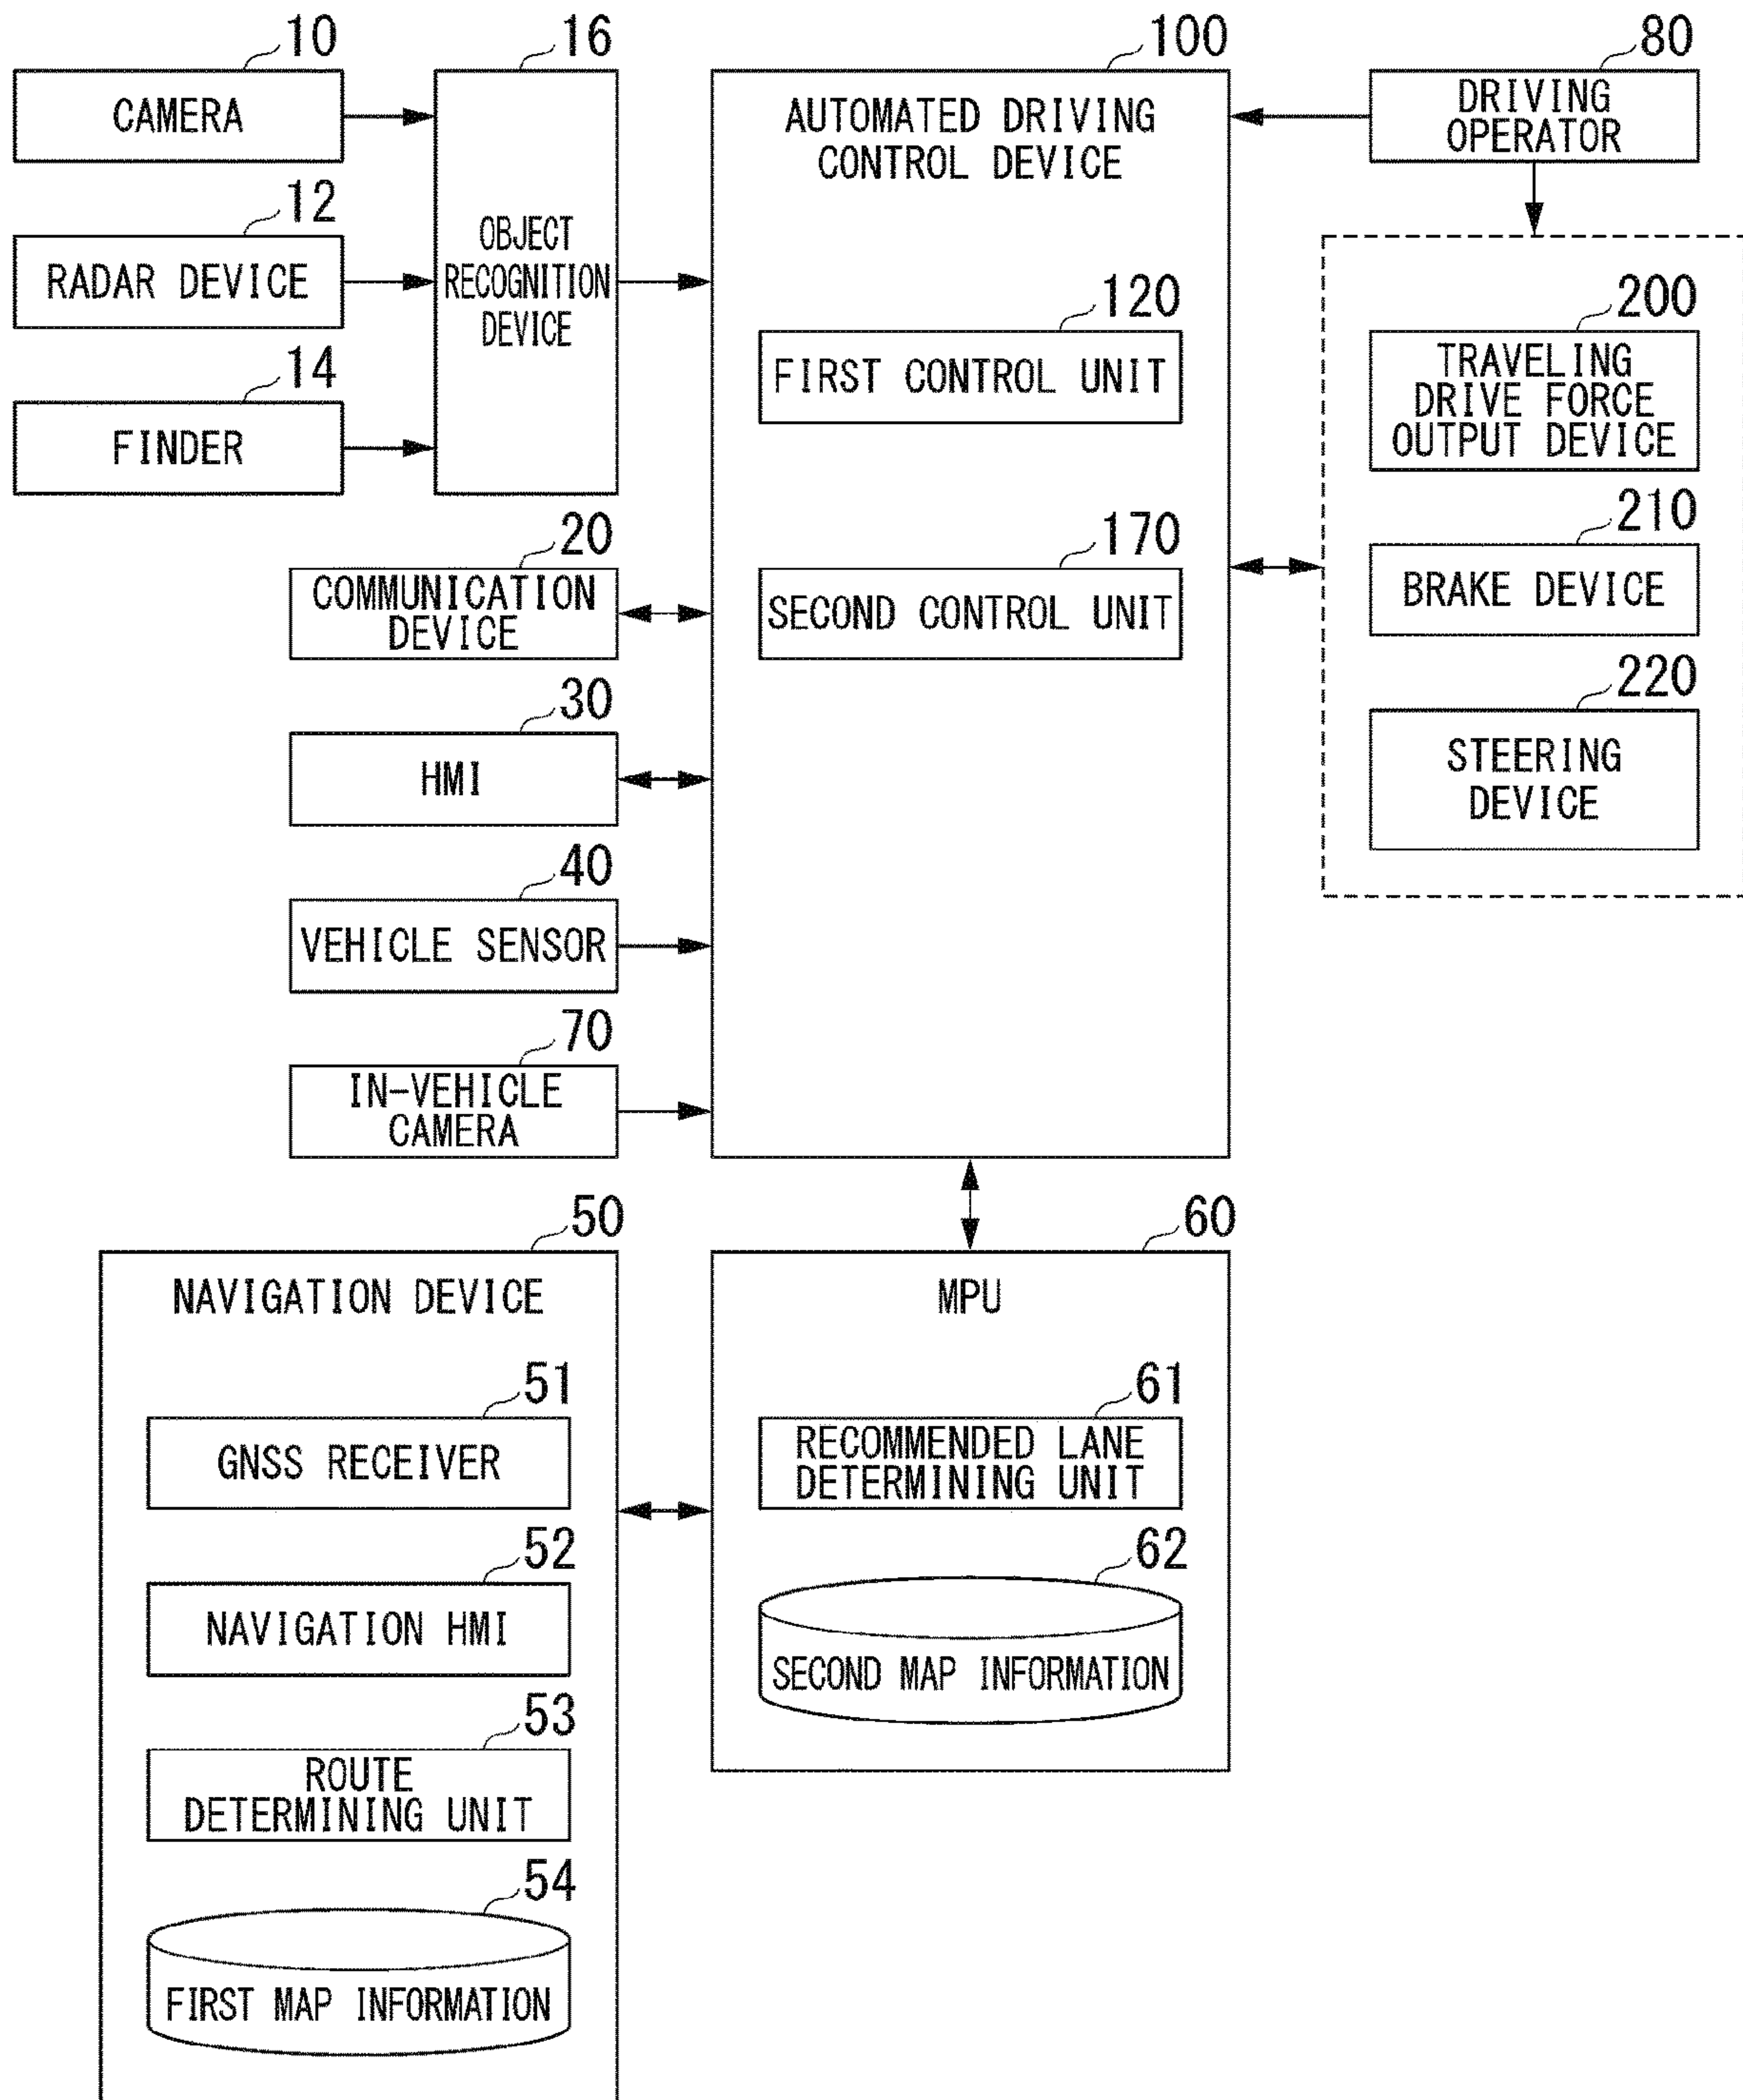 10
CAMERA
12
RADAR DEVICE
14
FINDER
16
OBJECT
RECOGNITION
DEVICE
20
COMMUNICATION
DEVICE
30
HMI
40
VEHICLE SENSOR
70
IN-VEHICLE
CAMERA
100
AUTOMATED DRIVING
CONTROL DEVICE
120
FIRST CONTROL UNIT
170
SECOND CONTROL UNIT
80
DRIVING
OPERATOR
200
TRAVELING
DRIVE FORCE
OUTPUT DEVICE
210
BRAKE DEVICE
220
STEERING
DEVICE
50
NAVIGATION DEVICE
51
GNSS RECEIVER
52
NAVIGATION HMI
53
ROUTE
DETERMINING UNIT
54
FIRST MAP INFORMATION
60
MPU
61
RECOMMENDED LANE
DETERMINING UNIT
62
SECOND MAP INFORMATION